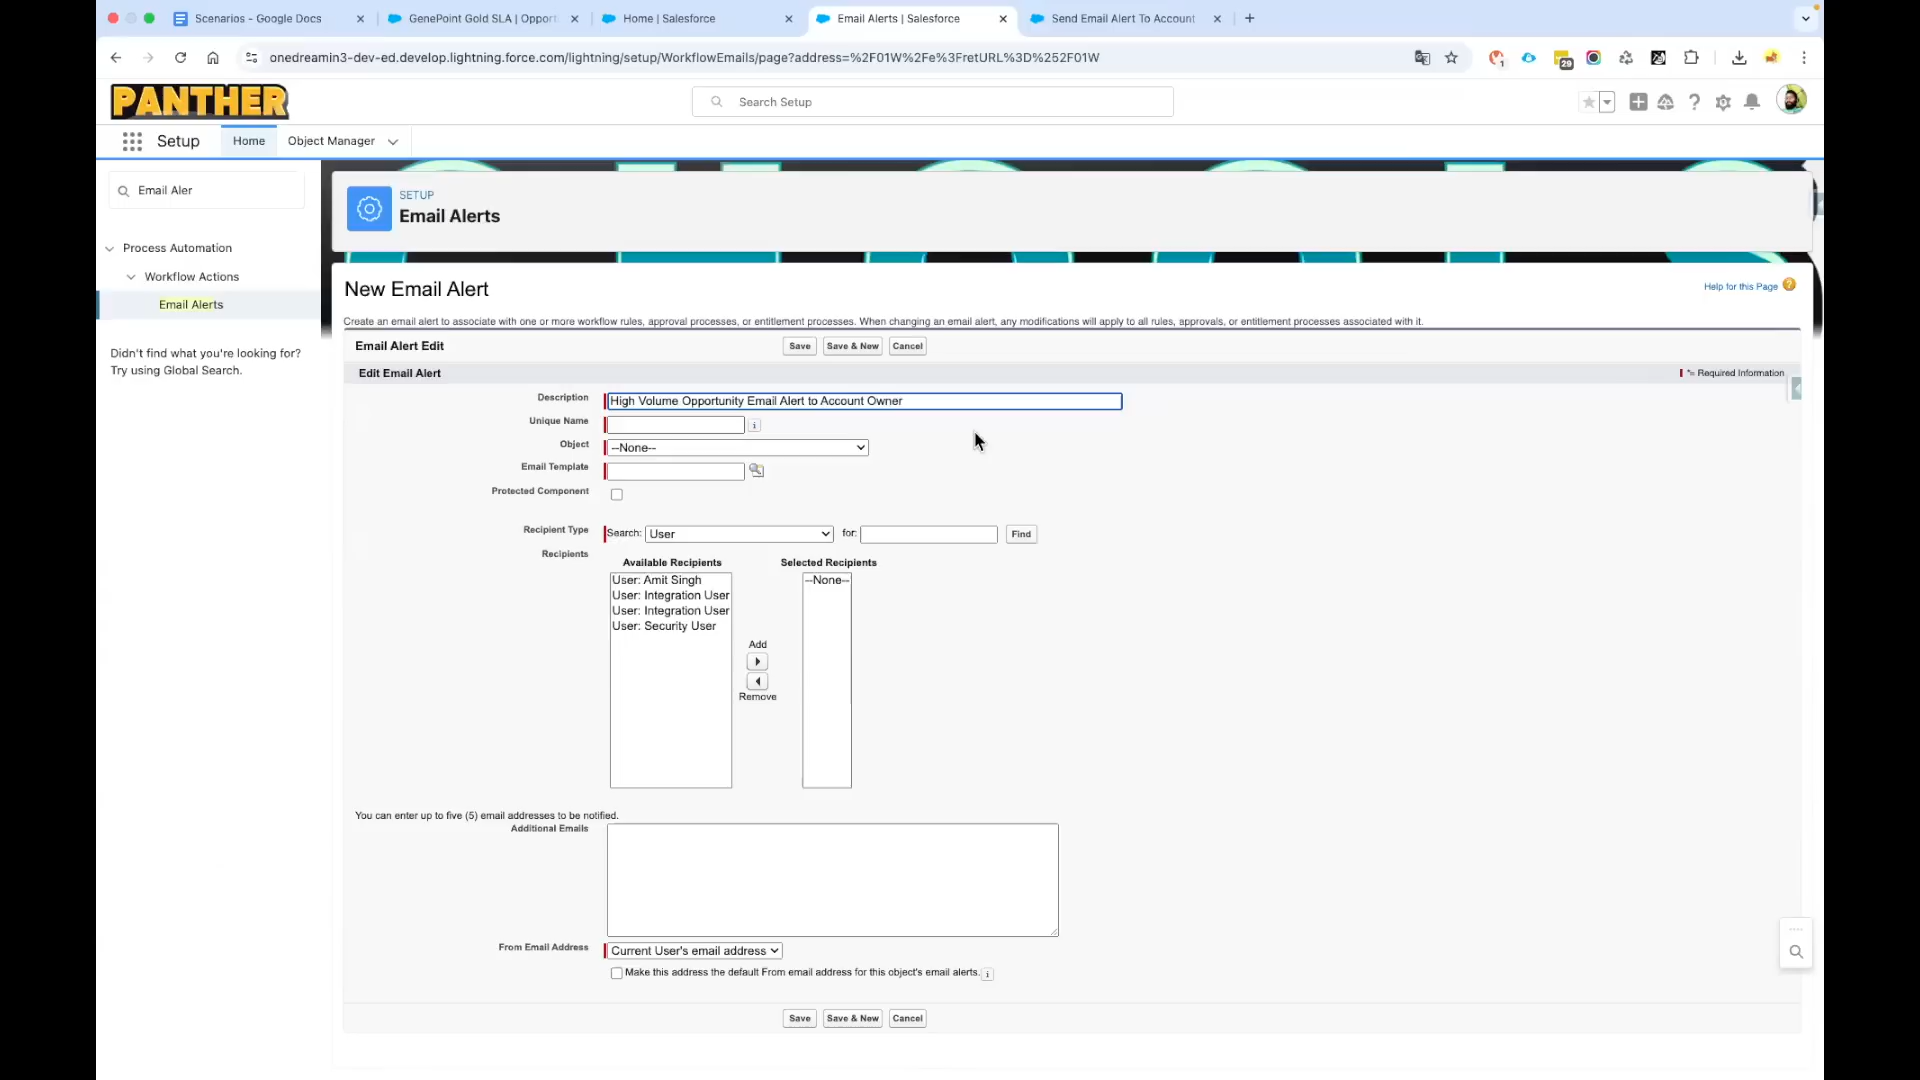 Scenarios - Google Docs
GenePoint Gold SLA | Opport
Home | Salesforce
Email Alerts | Salesforce
Send Email Alert To Account
onedreamin3-dev-ed.develop.lightning.force.com/lightning/setup/WorkflowEmails/page?address=%2F01W%2Fe%3FretURL%3D%252F01W
29
1
PANTHER
Search Setup
Setup
Home
Object Manager
Email Aler
SETUP
Email Alerts
Process Automation
Workflow Actions
Email Alerts
Didn't find what you're looking for?
Try using Global Search.
New Email Alert
Help for this Page
Create an email alert to associate with one or more workflow rules, approval processes, or entitlement processes. When changing an email alert, any modifications will apply to all rules, approvals, or entitlement processes associated with it.
Email Alert Edit
Save
Save & New
Cancel
Edit Email Alert
*= Required Information
Description
High Volume Opportunity Email Alert to Account Owner
Unique Name
i
Object
--None--
Email Template
Protected Component
Recipient Type
Search:
User
for:
Find
Recipients
Available Recipients
Selected Recipients
User: Amit Singh
--None--
User: Integration User
User: Integration User
User: Security User
Add
Remove
You can enter up to five (5) email addresses to be notified.
Additional Emails
From Email Address
Current User's email address
Make this address the default From email address for this object's email alerts.
i
Save
Save & New
Cancel